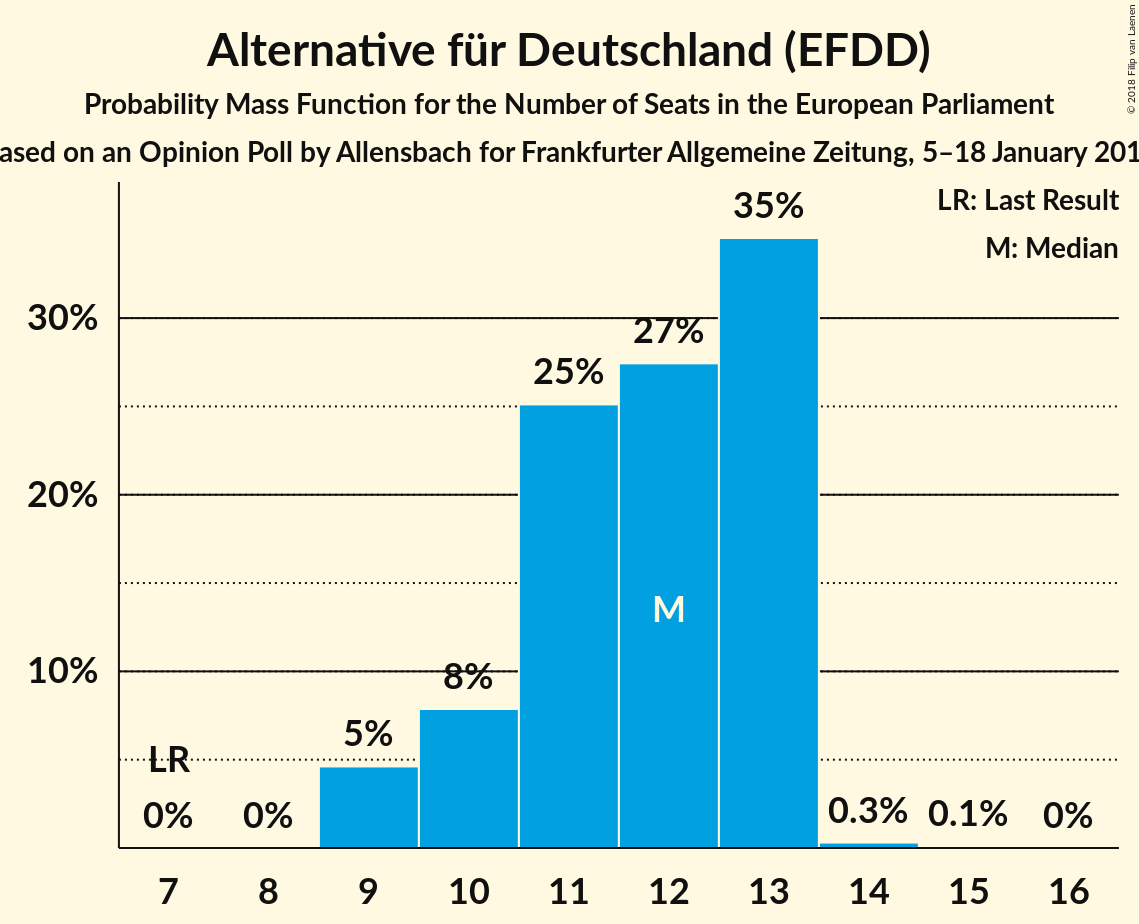 Alternative für Deutschland (EFDD)
Probability Mass Function for the Number of Seats in the European Parliament
ased on an Opinion Poll by Allensbach for Frankfurter Allgemeine Zeitung, 5–18 January 201
© 2018 Filip van Laenen
LR: Last Result
M: Median
35%
30%
27%
25%
20%
M
10%
8%
5%
LR
0% 0% 0.3% 0.1% 0%
7 8 9 10 11 12 13 14 15 16